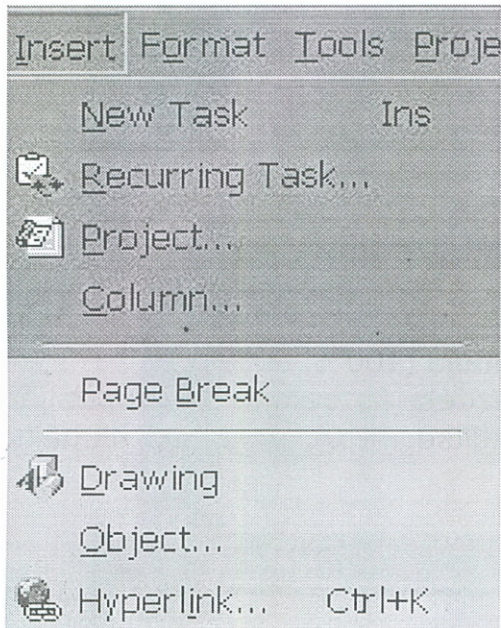 Insert Format Tools Proje
New Task Ins
Recurring Task...
Project...
Column...
Page Break
Drawing
Object...
Hyperlink... Ctrl+K